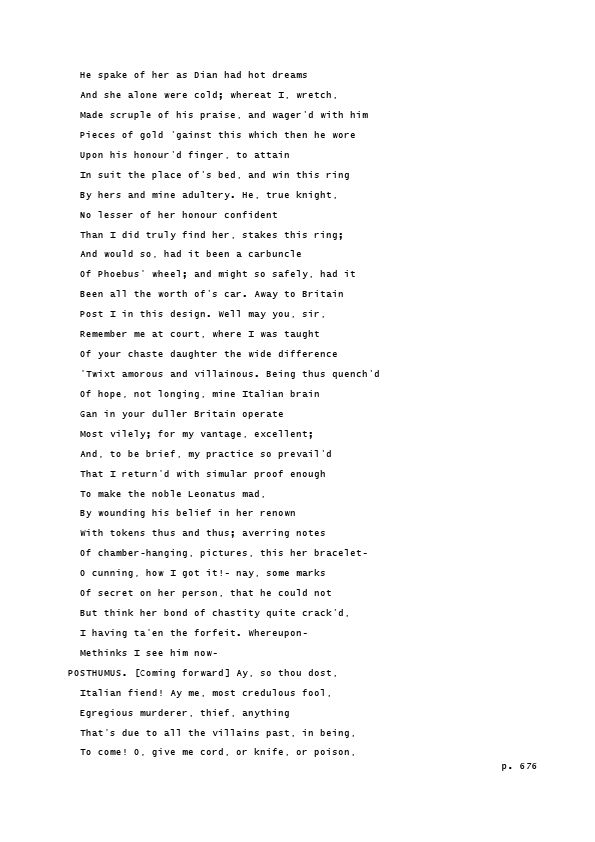 He spake of her as Dian had hot dreams
And she alone were cold; whereat I, wretch,
Made scruple of his praise, and wager'd with him
Pieces of gold 'gainst this which then he wore
Upon his honour'd finger, to attain
In suit the place of's bed, and win this ring
By hers and mine adultery. He, true knight,
No lesser of her honour confident
Than I did truly find her, stakes this ring;
And would so, had it been a carbuncle
Of Phoebus' wheel; and might so safely, had it
Been all the worth of's car. Away to Britain
Post I in this design. Well may you, sir,
Remember me at court, where I was taught
Of your chaste daughter the wide difference
'Twixt amorous and villainous. Being thus quench'd
Of hope, not longing, mine Italian brain
Gan in your duller Britain operate
Most vilely; for my vantage, excellent;
And, to be brief, my practice so prevail'd
That I return'd with simular proof enough
To make the noble Leonatus mad,
By wounding his belief in her renown
With tokens thus and thus; averring notes
Of chamber-hanging, pictures, this her bracelet-
O cunning, how I got it!- nay, some marks
Of secret on her person, that he could not
But think her bond of chastity quite crack'd,
I having ta'en the forfeit. Whereupon-
Methinks I see him now-
POSTHUMUS. [Coming forward] Ay, so thou dost,
Italian fiend! Ay me, most credulous fool,
Egregious murderer, thief, anything
That's due to all the villains past, in being,
To come! O, give me cord, or knife, or poison,
p. 676